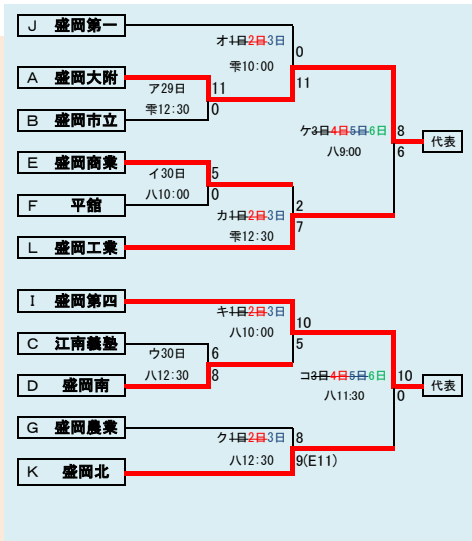 J 盛岡第一
オ1日2日3日
0
雫10:00
A 盛岡大附
ア29日
11
11
雫12:30
0
B 盛岡市立
ケ3日4日5日6日
8
代表
八9:00
6
E 盛岡商業
イ30日
5
八10:00
0
F 平舘
カ1日2日3日
2
雫12:30
7
L 盛岡工業
I 盛岡第四
キ1日2日3日
10
八10:00
5
C 江南義塾
ウ30日
6
八12:30
8
D 盛岡南
コ3日4日5日6日
10
代表
八11:30
0
G 盛岡農業
ク1日2日3日
8
八12:30
9(E11)
K 盛岡北